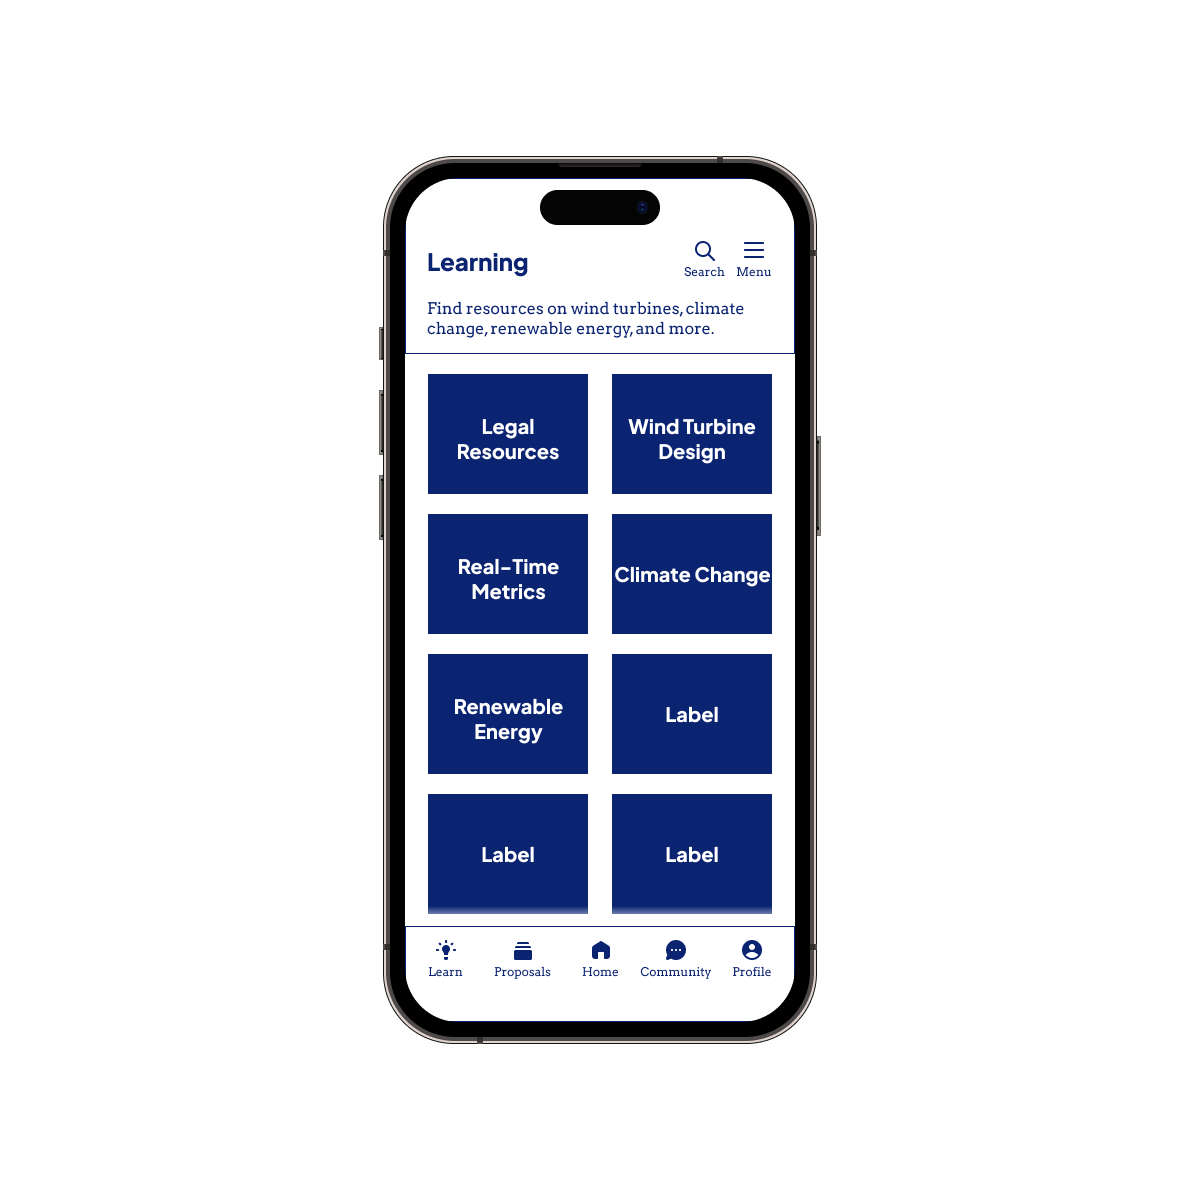 Learning
Search Menu
Find resources on wind turbines, climate
change, renewable energy, and more.
Legal
Resources
Wind Turbine
Design
Real-Time
Metrics
Climate Change
Renewable
Energy
Label
Label
Label
Learn Proposals Home Community Profile